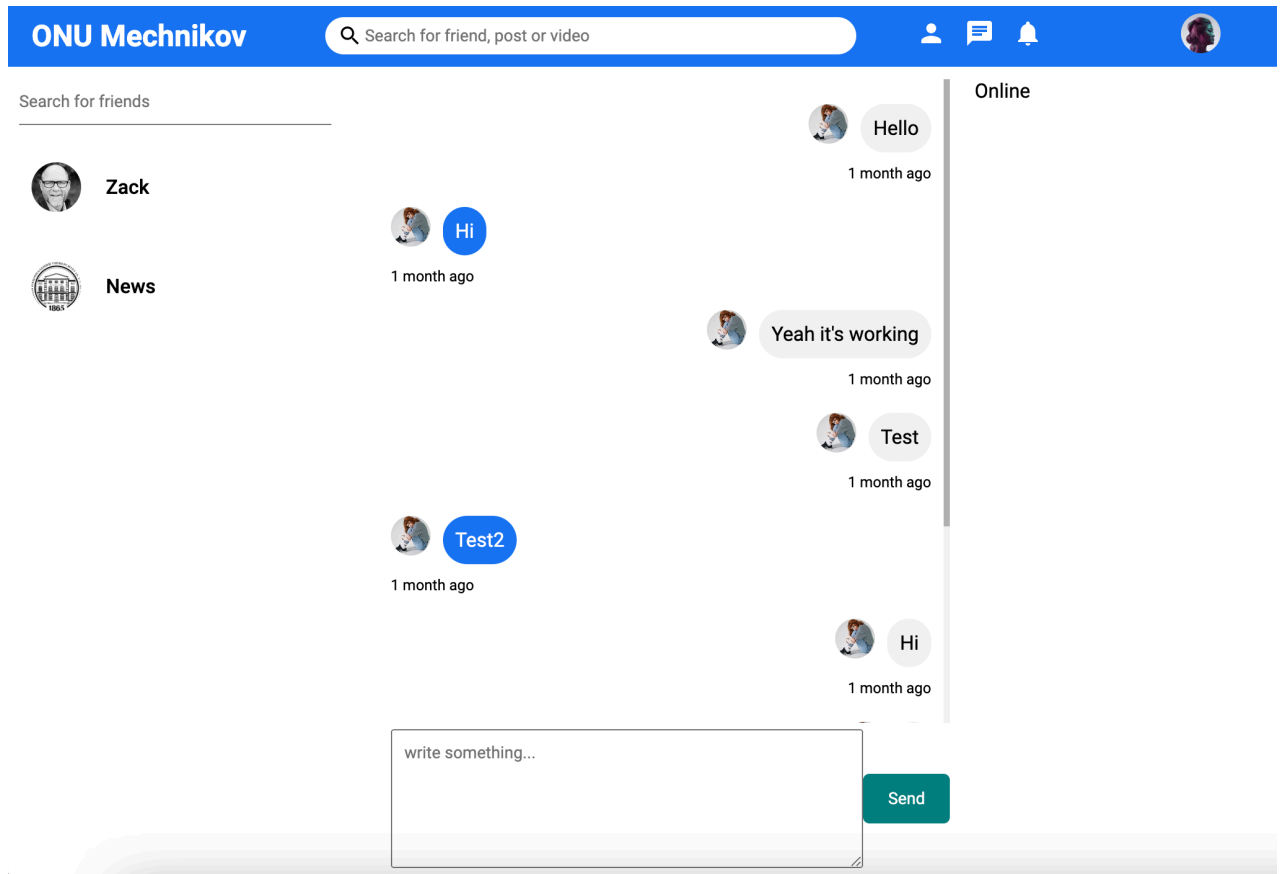 ONU Mechnikov
Search for friend, post or video
Search for friends
Zack
1865
News
Hello
1 month ago
Hi
1 month ago
Yeah it's working
1 month ago
Test
1 month ago
Test2
1 month ago
Hi
1 month ago
write something...
Send
Online